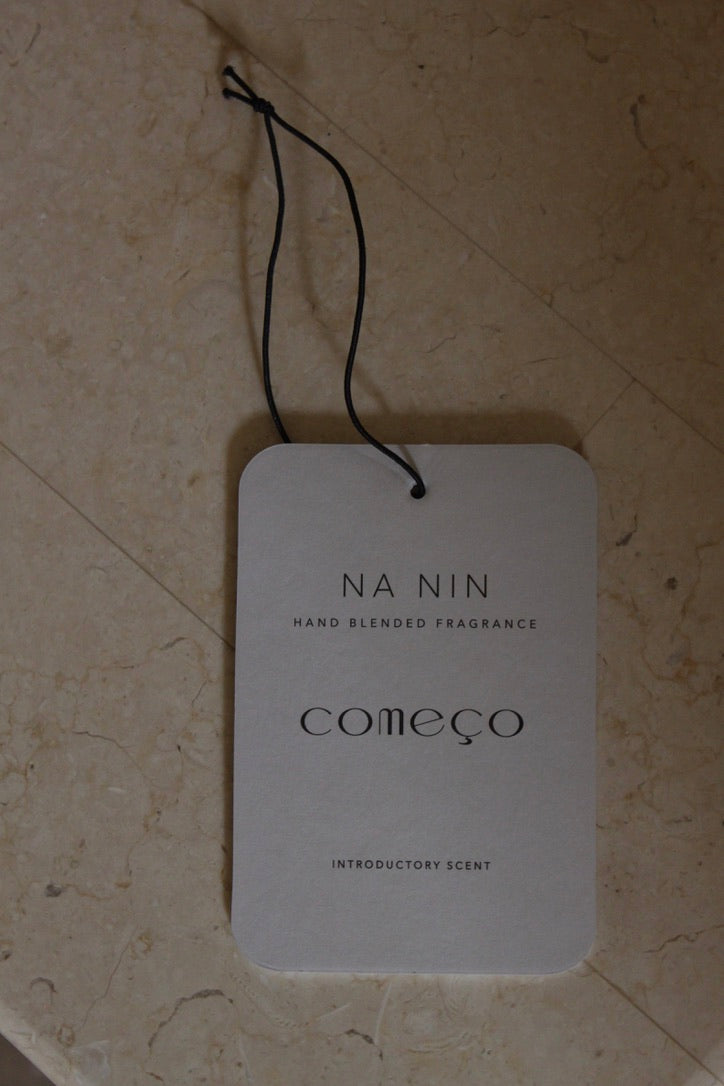 NA NIN
HAND BLENDED FRAGRANCE
começo
INTRODUCTORY SCENT